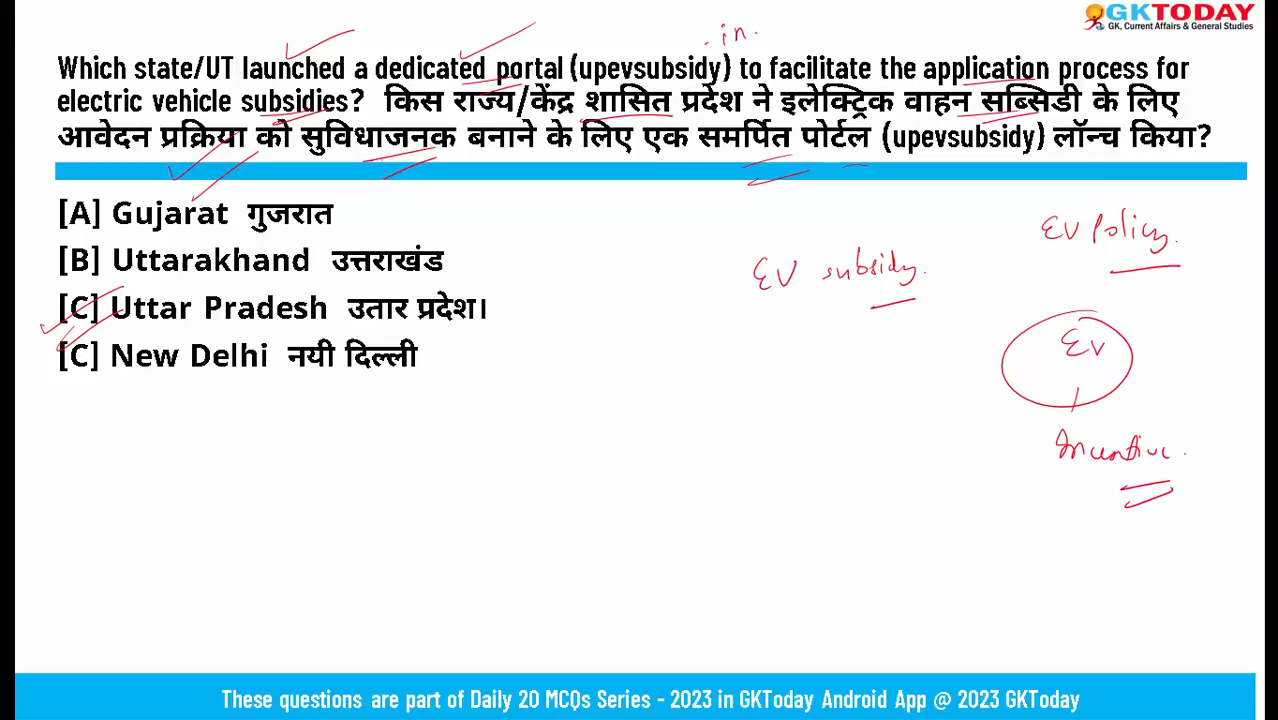 GKTODAY
GK, Current Affairs & General Studies
.in.
Which state/UT launched a dedicated portal (upevsubsidy) to facilitate the application process for
electric vehicle subsidies? किस राज्य/केंद्र शासित प्रदेश ने इलेक्ट्रिक वाहन सब्सिडी के लिए
आवेदन प्रक्रिया को सुविधाजनक बनाने के लिए एक समर्पित पोर्टल (upevsubsidy) लॉन्च किया?
[A] Gujarat गुजरात
EV Policy.
[B] Uttarakhand उत्तराखंड
EV subsidy.
[C] Uttar Pradesh उतार प्रदेश।
EV
[C] New Delhi नयी दिल्ली
Incentive.
These questions are part of Daily 20 MCQs Series - 2023 in GKToday Android App @ 2023 GKToday